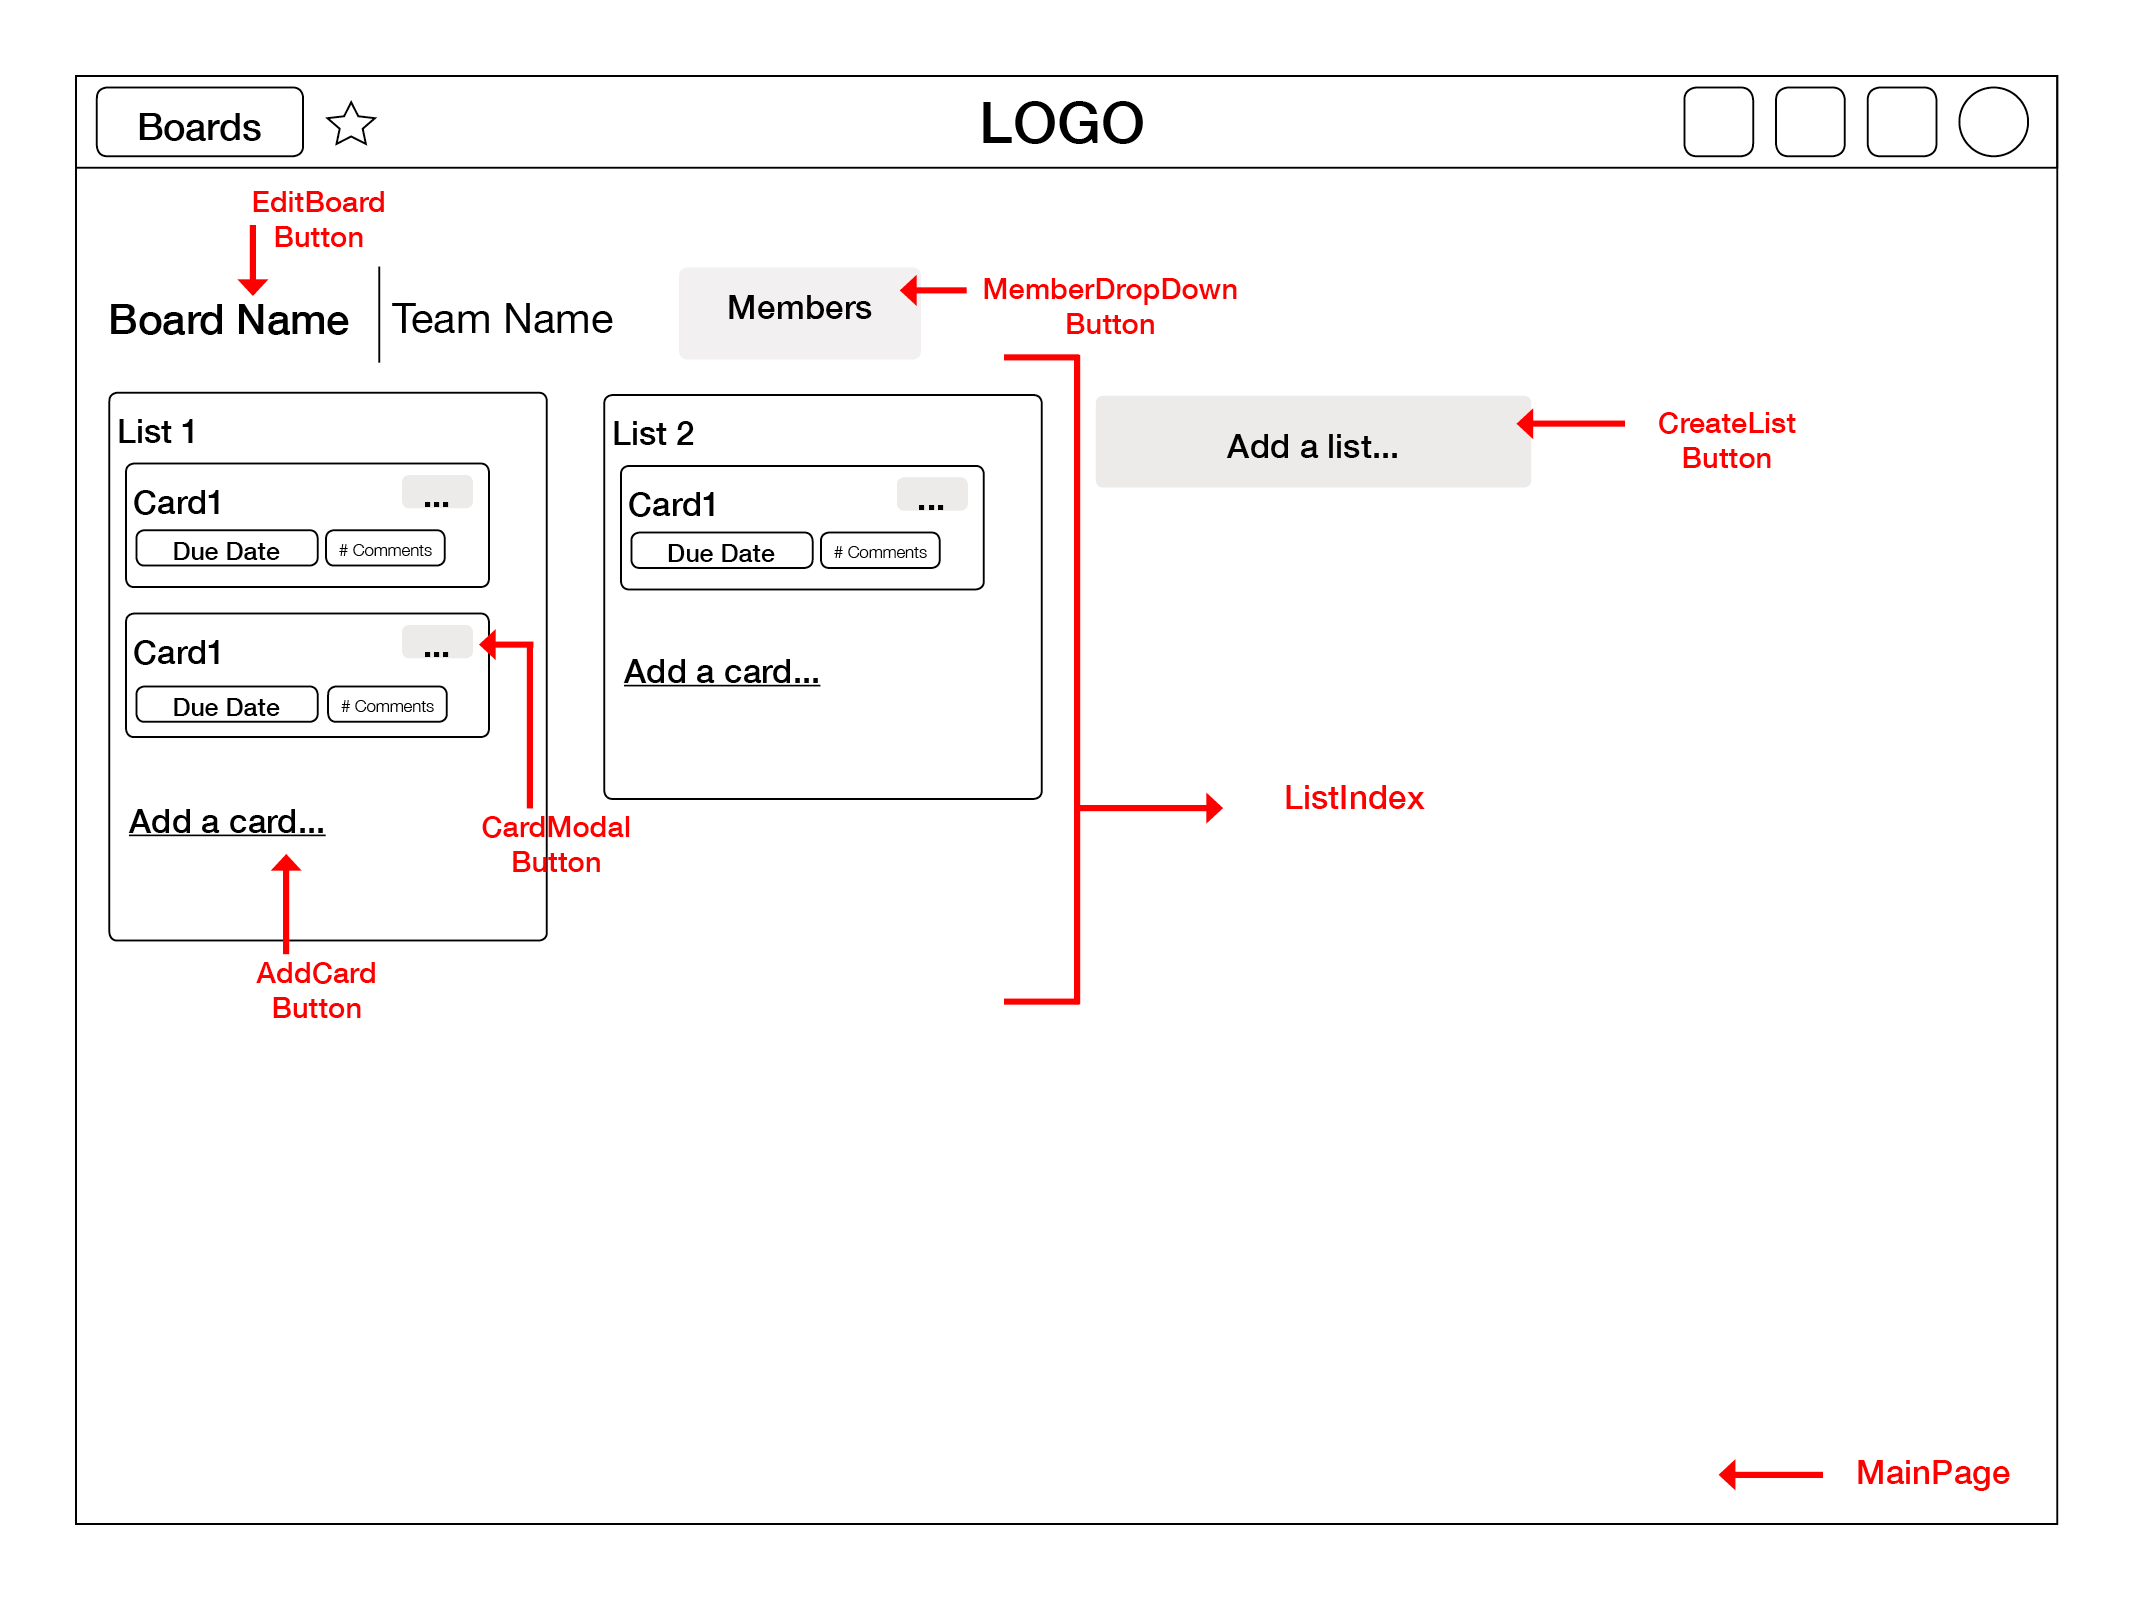 Boards
LOGO
EditBoard
Button
Board Name
Team Name
Members
MemberDropDown
Button
List 1
Card1
...
Due Date
# Comments
Card1
...
Due Date
# Comments
Add a card...
CardModal
Button
AddCard
Button
List 2
Card1
...
Due Date
# Comments
Add a card...
Add a list...
CreateList
Button
ListIndex
MainPage